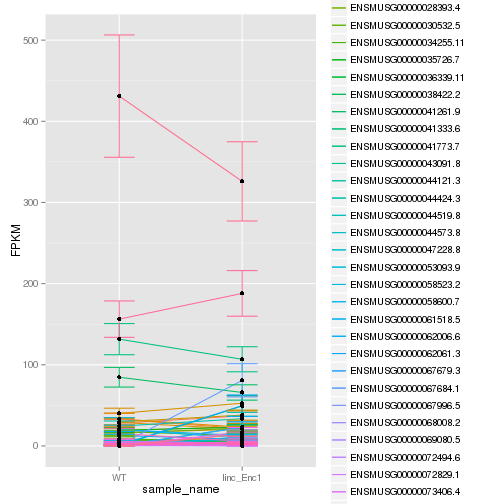 500
400
300
200
100
0
FPKM
WT
linc_Enc1
sample_name
ENSMUSG00000028393.4
ENSMUSG00000030532.5
ENSMUSG00000034255.11
ENSMUSG00000035726.7
ENSMUSG00000036339.11
ENSMUSG00000038422.2
ENSMUSG00000041261.9
ENSMUSG00000041333.6
ENSMUSG00000041773.7
ENSMUSG00000043091.8
ENSMUSG00000044121.3
ENSMUSG00000044424.3
ENSMUSG00000044519.8
ENSMUSG00000044573.8
ENSMUSG00000047228.8
ENSMUSG00000053093.9
ENSMUSG00000058523.2
ENSMUSG00000058600.7
ENSMUSG00000061518.5
ENSMUSG00000062006.6
ENSMUSG00000062061.3
ENSMUSG00000067679.3
ENSMUSG00000067684.1
ENSMUSG00000067996.5
ENSMUSG00000068008.2
ENSMUSG00000069080.5
ENSMUSG00000072494.6
ENSMUSG00000072829.1
ENSMUSG00000073406.4